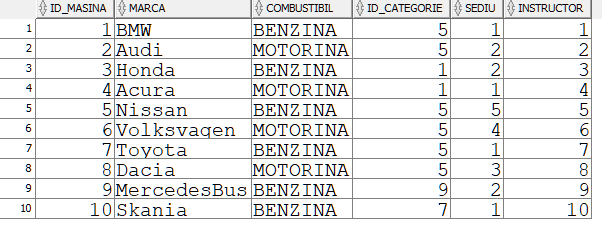 ID_MASINA MARCA COMBUSTIBIL ID_CATEGORIE SEDIU INSTRUCTOR
1 1 BMW BENZINA 5 1 1
2 2 Audi MOTORINA 5 2 2
3 3 Honda BENZINA 1 2 3
4 4 Acura MOTORINA 1 1 4
5 5 Nissan BENZINA 5 5 5
6 6 Volksvagen MOTORINA 5 4 6
7 7 Toyota BENZINA 5 1 7
8 8 Dacia MOTORINA 5 3 8
9 9 MercedesBus BENZINA 9 2 9
10 10 Skania BENZINA 7 1 10